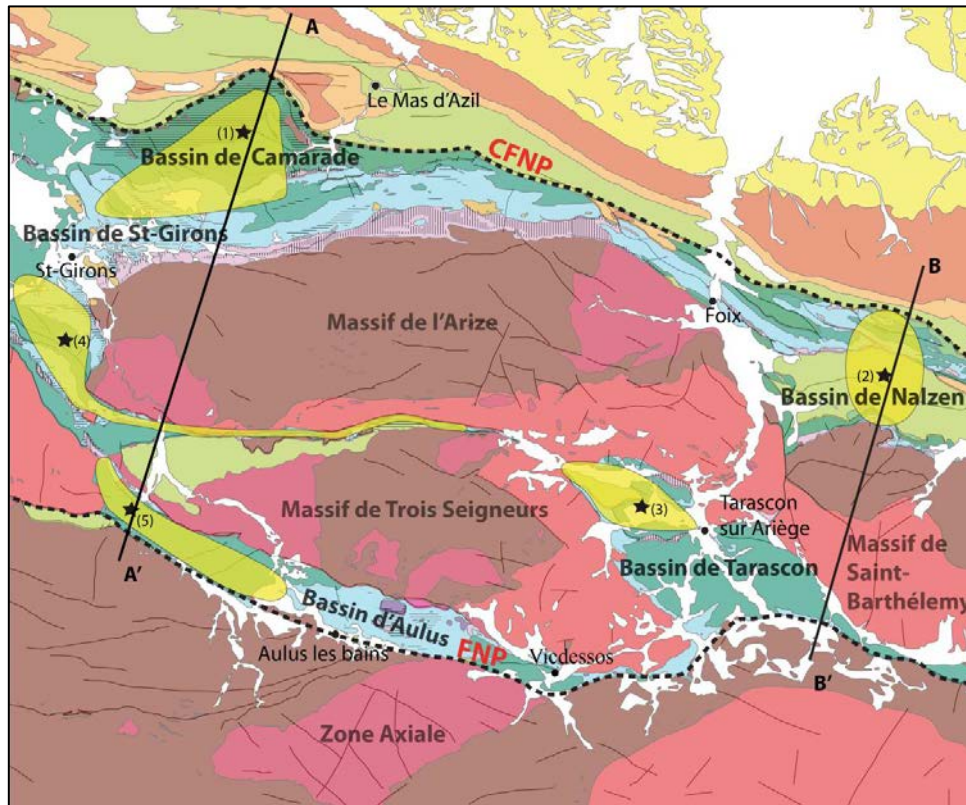 A
Le Mas d'Azil
(1)
Bassin de Camarade
CFNP
Bassin de St-Girons
St-Girons
B
Massif de l'Arize
Foix
(4)
(2)
Bassin de Nalzen
Massif de Trois Seigneurs
(3)
(5)
Tarascon
sur Ariège
A'
Bassin de Tarascon
Massif de
Saint-
Barthélemy
Bassin d'Aulus
FNP
Aulus les bains
Vicdessos
B'
Zone Axiale